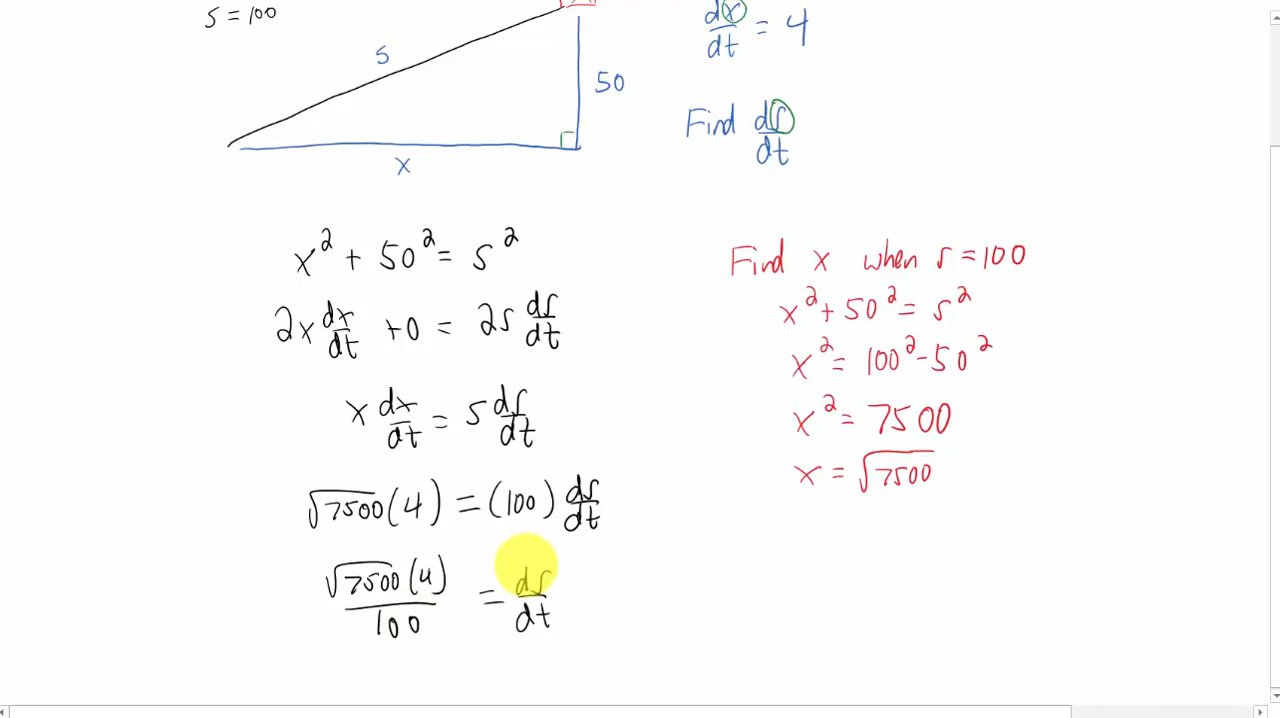 s = 100
dx/dt = 4
s
50
Find ds/dt
x
x² + 50² = s²
2x dx/dt + 0 = 2s ds/dt
x dx/dt = s ds/dt
√7500 (4) = (100) ds/dt
√7500 (4)/100 = ds/dt
Find x when s = 100
x² + 50² = s²
x² = 100² - 50²
x² = 7500
x = √7500